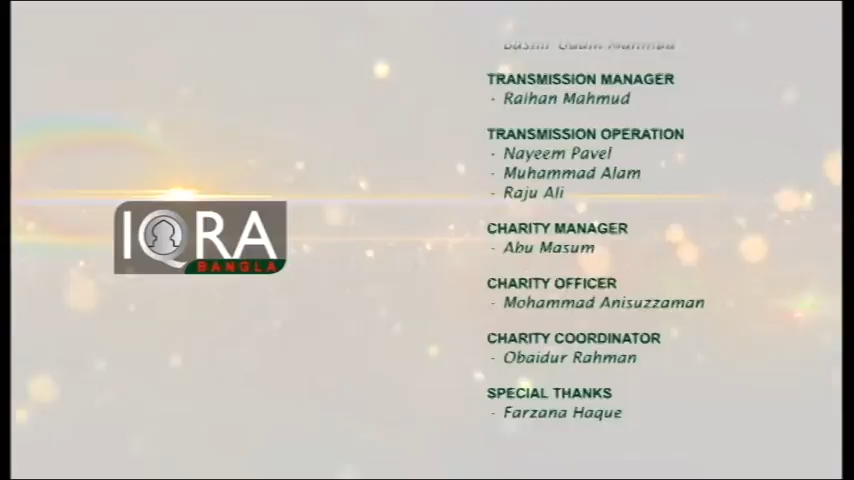 TRANSMISSION MANAGER
- Raihan Mahmud
TRANSMISSION OPERATION
- Nayeem Pavel
- Muhammad Alam
- Raju Ali
IQRA
BANGLA
CHARITY MANAGER
- Abu Masum
CHARITY OFFICER
- Mohammad Anisuzzaman
CHARITY COORDINATOR
- Obaidur Rahman
SPECIAL THANKS
- Farzana Haque